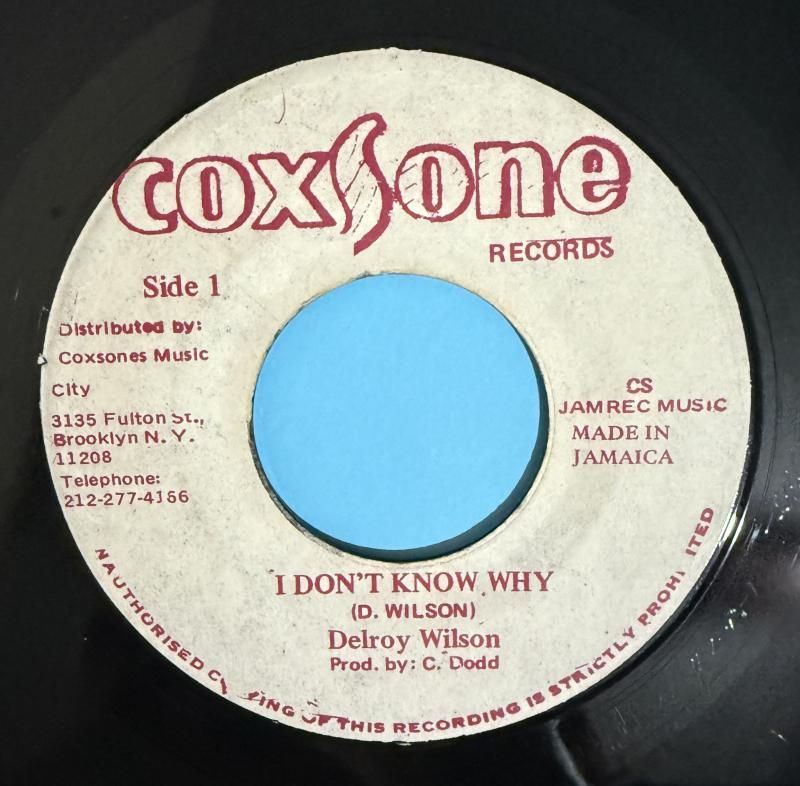 coxsone
RECORDS
Side 1
Distributed by:
Coxsones Music
City
3135 Fulton St.,
Brooklyn N. Y.
11208
Telephone:
212-277-4166
CS
JAMREC MUSIC
MADE IN
JAMAICA
I DON'T KNOW WHY
(D. WILSON)
Delroy Wilson
Prod. by: C. Dodd
NAUTHORISED OF THIS RECORDING IS STRICTLY PROHIBITED